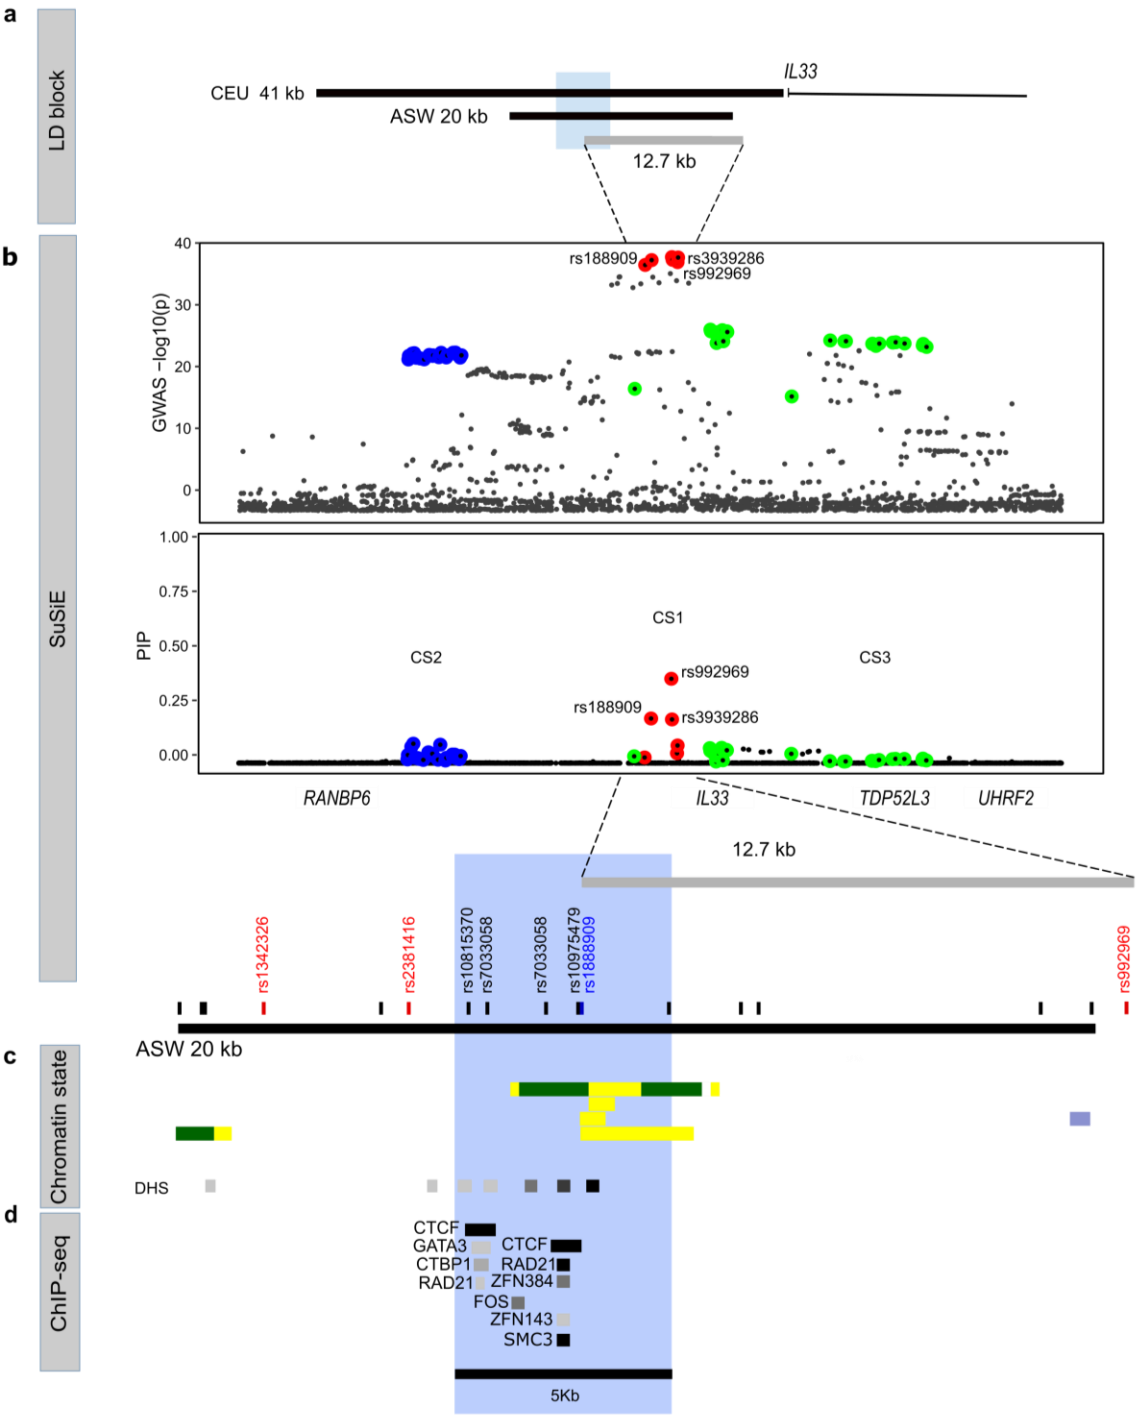 a
LD block
IL33
CEU 41 kb
ASW 20 kb
12.7 kb
b
SuSiE
GWAS −log10(p)
40
30
20
10
0
rs188909
rs3939286
rs992969
PIP
1.00
0.75
0.50
0.25
0.00
CS1
CS2
CS3
rs992969
rs188909
rs3939286
RANBP6
IL33
TDP52L3
UHRF2
12.7 kb
rs1342326
rs2381416
rs10815370
rs7033058
rs7033058
rs10975479
rs1888909
rs992969
ASW 20 kb
c
Chromatin state
DHS
d
ChIP-seq
CTCF
GATA3
CTCF
CTBP1
RAD21
RAD21
ZFN384
FOS
ZFN143
SMC3
5Kb